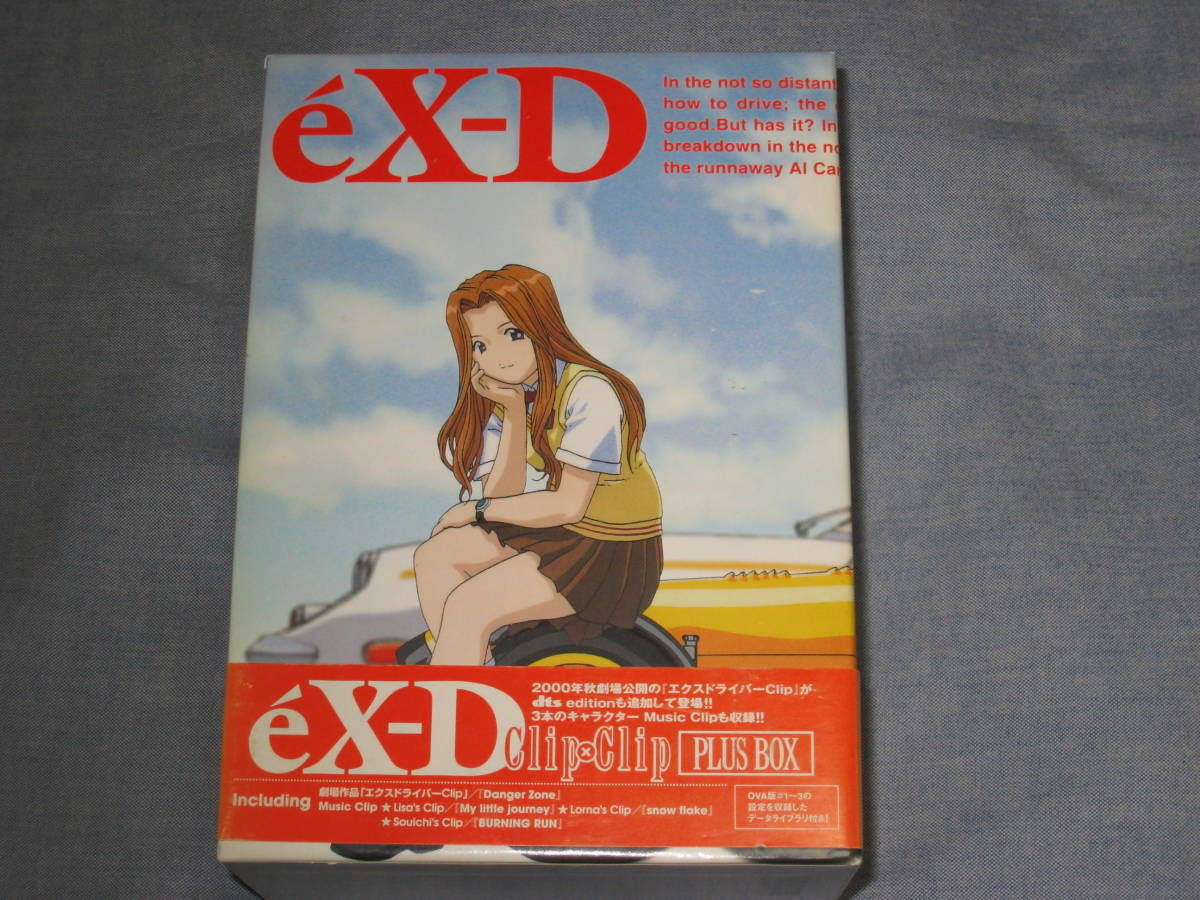 éX-D
In the not so distant
how to drive; the
good.But has it? In
breakdown in the
the runnaway AI
éX-D
2000年秋劇場公開の『エクスドライバーClip』が
dts editionも追加して登場!!
3本のキャラクター Music Clipも収録!!
Clip×Clip PLUS BOX
Including
劇場作品『エクスドライバーClip』/『Danger Zone』
Music Clip ★ Lisa's Clip/『My little journey』★ Lorna's Clip/『snow flake』
★ Souichi's Clip/『BURNING RUN』
OVA版#1〜3の
設定を収録した
データライブラリ付き!